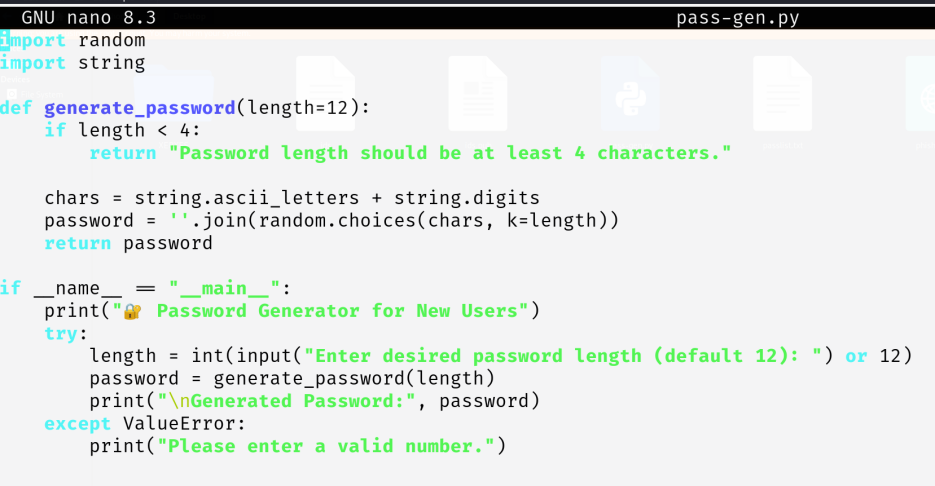 GNU nano 8.3 pass-gen.py
import random
import string
def generate_password(length=12):
if length < 4:
return "Password length should be at least 4 characters."
chars = string.ascii_letters + string.digits
password = ''.join(random.choices(chars, k=length))
return password
if __name__ == "__main__":
print("🔐 Password Generator for New Users")
try:
length = int(input("Enter desired password length (default 12): ") or 12)
password = generate_password(length)
print("\nGenerated Password:", password)
except ValueError:
print("Please enter a valid number.")